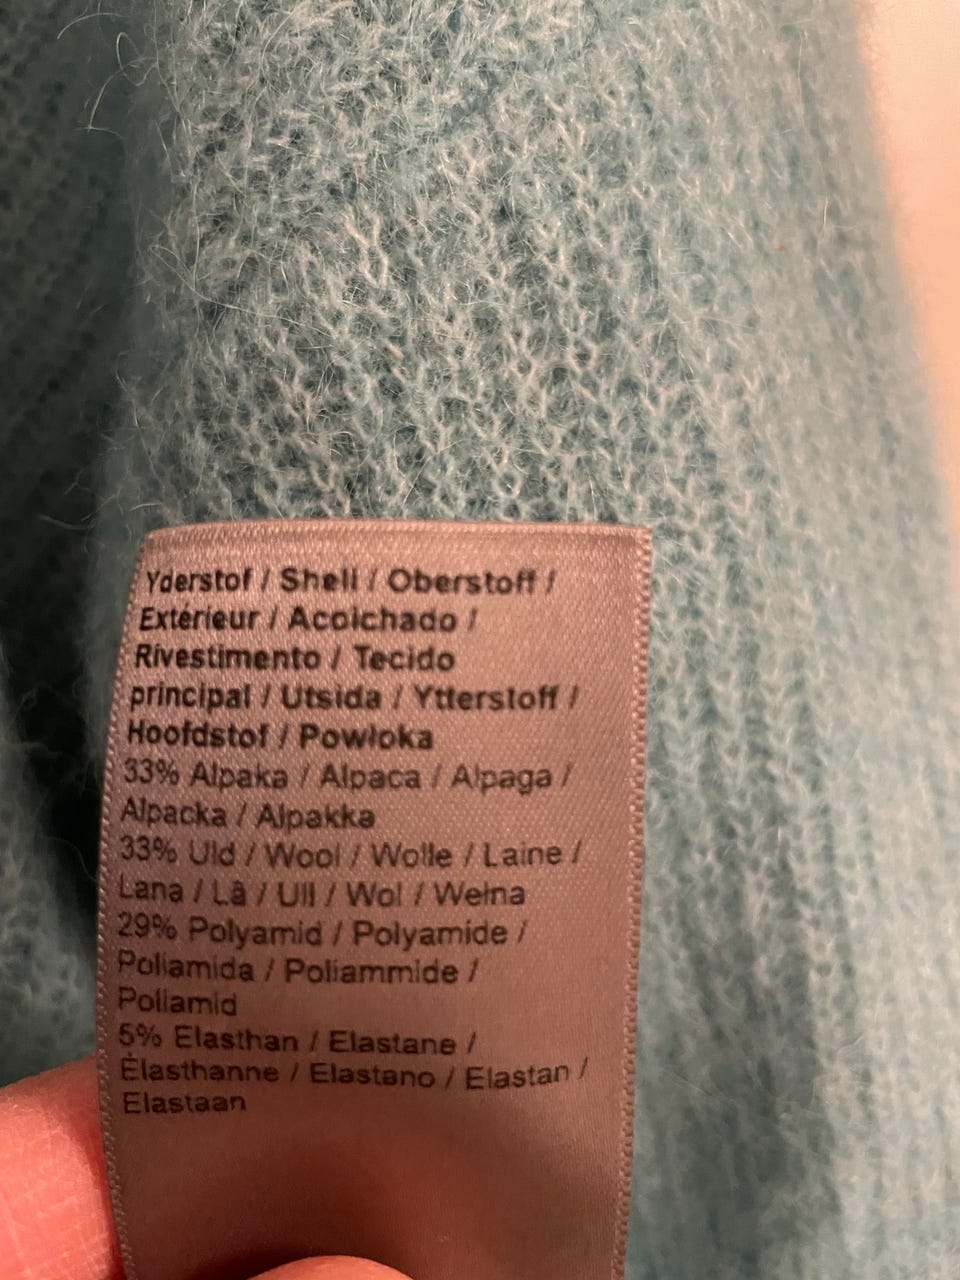 Yderstof / Shell / Oberstoff /
Extérieur / Acolchado /
Rivestimento / Tecido
principal / Utsida / Ytterstoff /
Hoofdstof / Powłoka
33% Alpaka / Alpaca / Alpaga /
Alpacka / Alpakka
33% Uld / Wool / Wolle / Laine /
Lana / Lã / Ull / Wol / Wełna
29% Polyamid / Polyamide /
Poliamida / Poliammide /
Poliamid
5% Elasthan / Elastane /
Élasthanne / Elastano / Elastan /
Elastaan